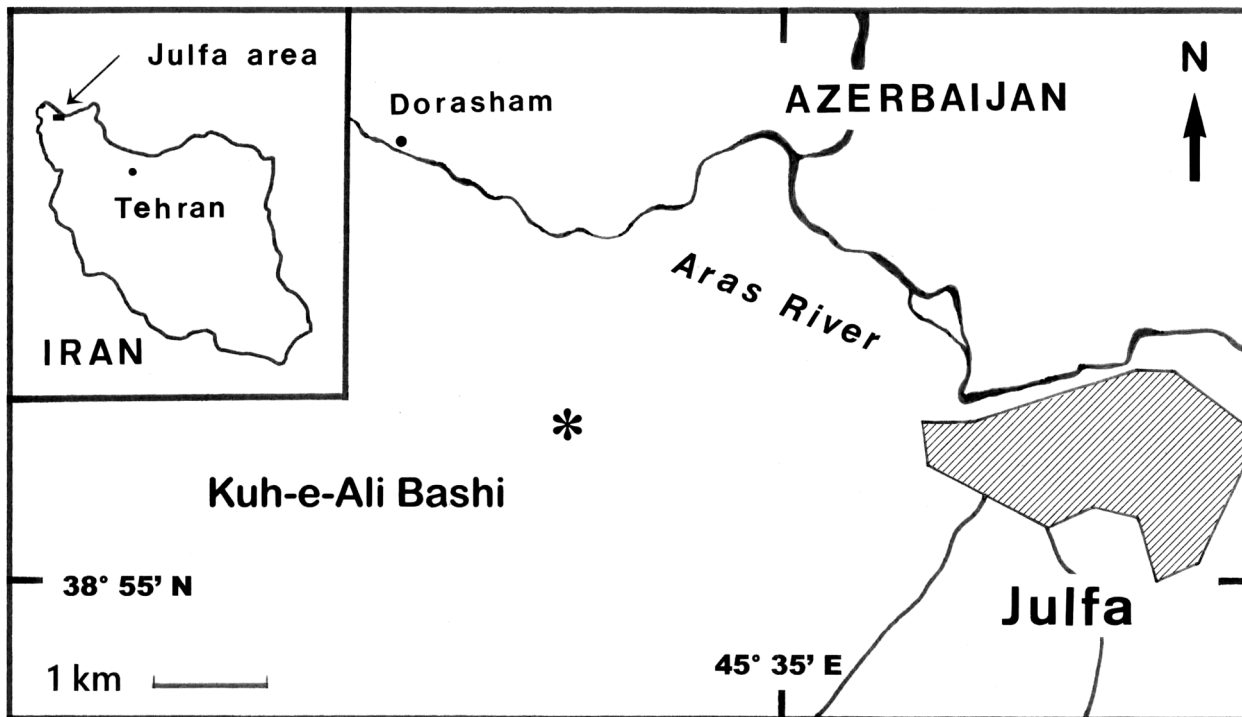 Julfa area
Tehran
IRAN
Dorasham
AZERBAIJAN
N
Aras River
Kuh-e-Ali Bashi
38° 55' N
Julfa
45° 35' E
1 km